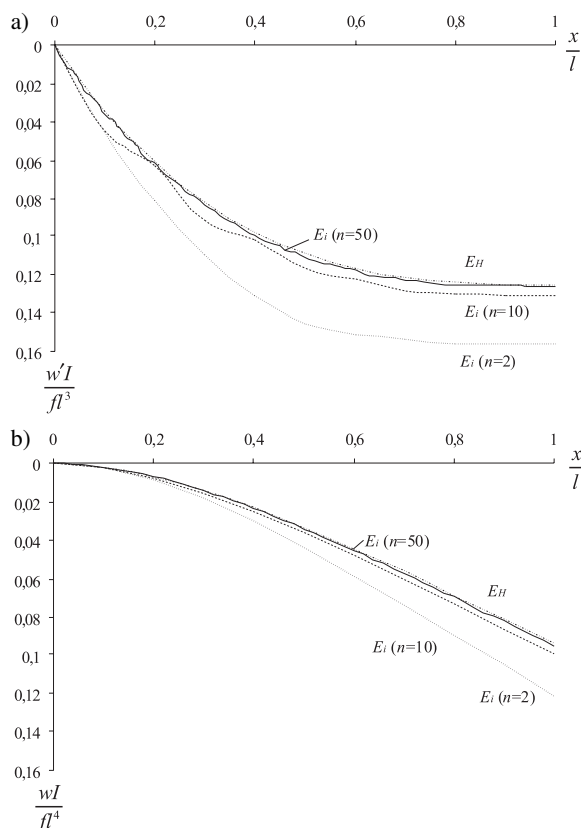 a)
0 0,2 0,4 0,6 0,8 1 x/l
0
0,02
0,04
0,06
0,08
0,1
0,12
0,14
0,16
Ei (n=50)
EH
Ei (n=10)
Ei (n=2)
w'I/fl³
b)
0 0,2 0,4 0,6 0,8 1 x/l
0
0,02
0,04
0,06
0,08
0,1
0,12
0,14
0,16
Ei (n=50)
EH
Ei (n=10)
Ei (n=2)
wI/fl⁴